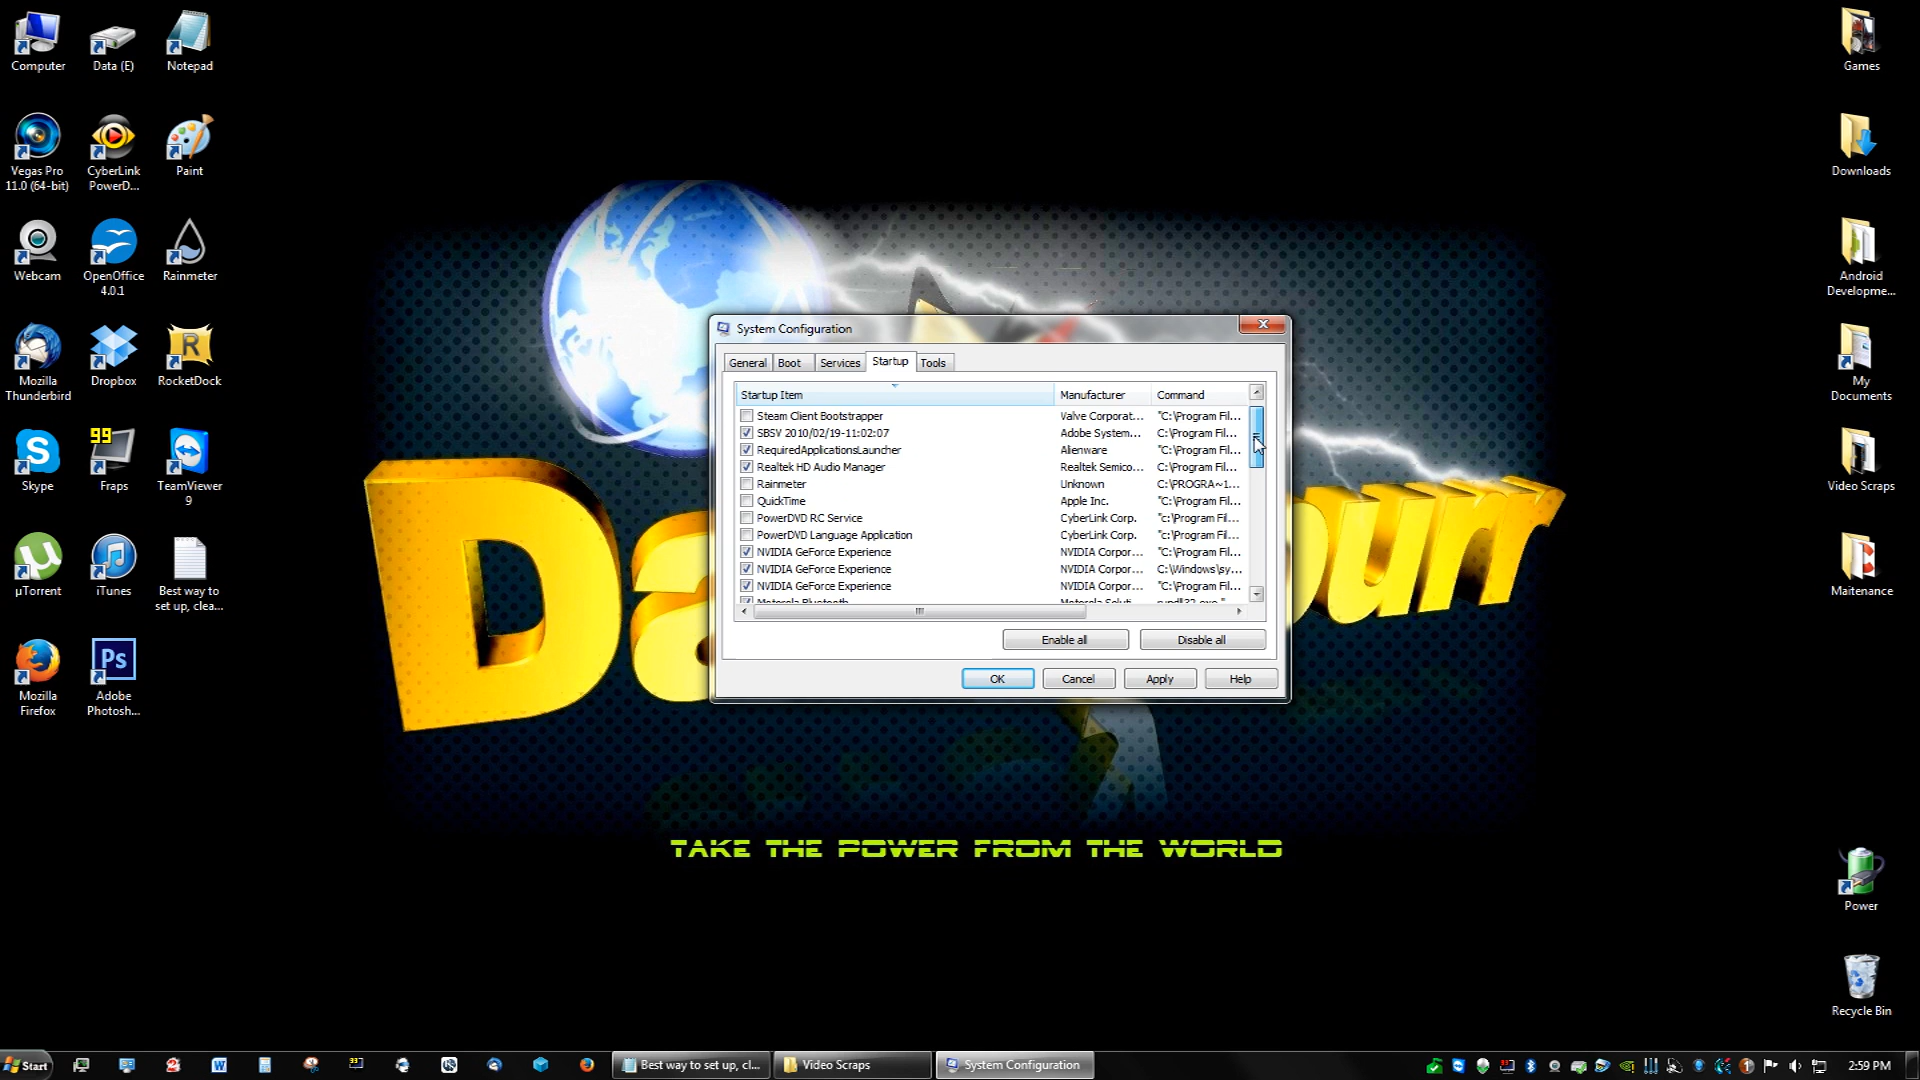 Computer
Data (E)
Notepad
Games
Vegas Pro
11.0 (64-bit)
CyberLink
PowerD...
Paint
Downloads
Webcam
OpenOffice
4.0.1
Rainmeter
Android
Developme...
Mozilla
Thunderbird
Dropbox
RocketDock
My
Documents
Skype
99
Fraps
TeamViewer
9
Video Scraps
µTorrent
iTunes
Best way to
set up, clea...
Maitenance
Mozilla
Firefox
Ps
Adobe
Photosh...
System Configuration
General
Boot
Services
Startup
Tools
Startup Item
Manufacturer
Command
Steam Client Bootstrapper
Valve Corporat...
"C:\Program Fil...
SBSV 2010/02/19-11:02:07
Adobe System...
C:\Program Fil...
RequiredApplicationsLauncher
Alienware
"C:\Program Fil...
Realtek HD Audio Manager
Realtek Semico...
C:\Program Fil...
Rainmeter
Unknown
C:\PROGRA~1...
QuickTime
Apple Inc.
"C:\Program Fil...
PowerDVD RC Service
CyberLink Corp.
"c:\Program Fil...
PowerDVD Language Application
CyberLink Corp.
"c:\Program Fil...
NVIDIA GeForce Experience
NVIDIA Corpor...
"C:\Program Fil...
NVIDIA GeForce Experience
NVIDIA Corpor...
C:\Windows\sy...
NVIDIA GeForce Experience
NVIDIA Corpor...
"C:\Program Fil...
Motorola Bluetooth
Motorola Soluti...
rundll32.exe "...
Enable all
Disable all
OK
Cancel
Apply
Help
TAKE THE POWER FROM THE WORLD
Power
Recycle Bin
Start
Best way to set up, cl...
Video Scraps
System Configuration
2:59 PM